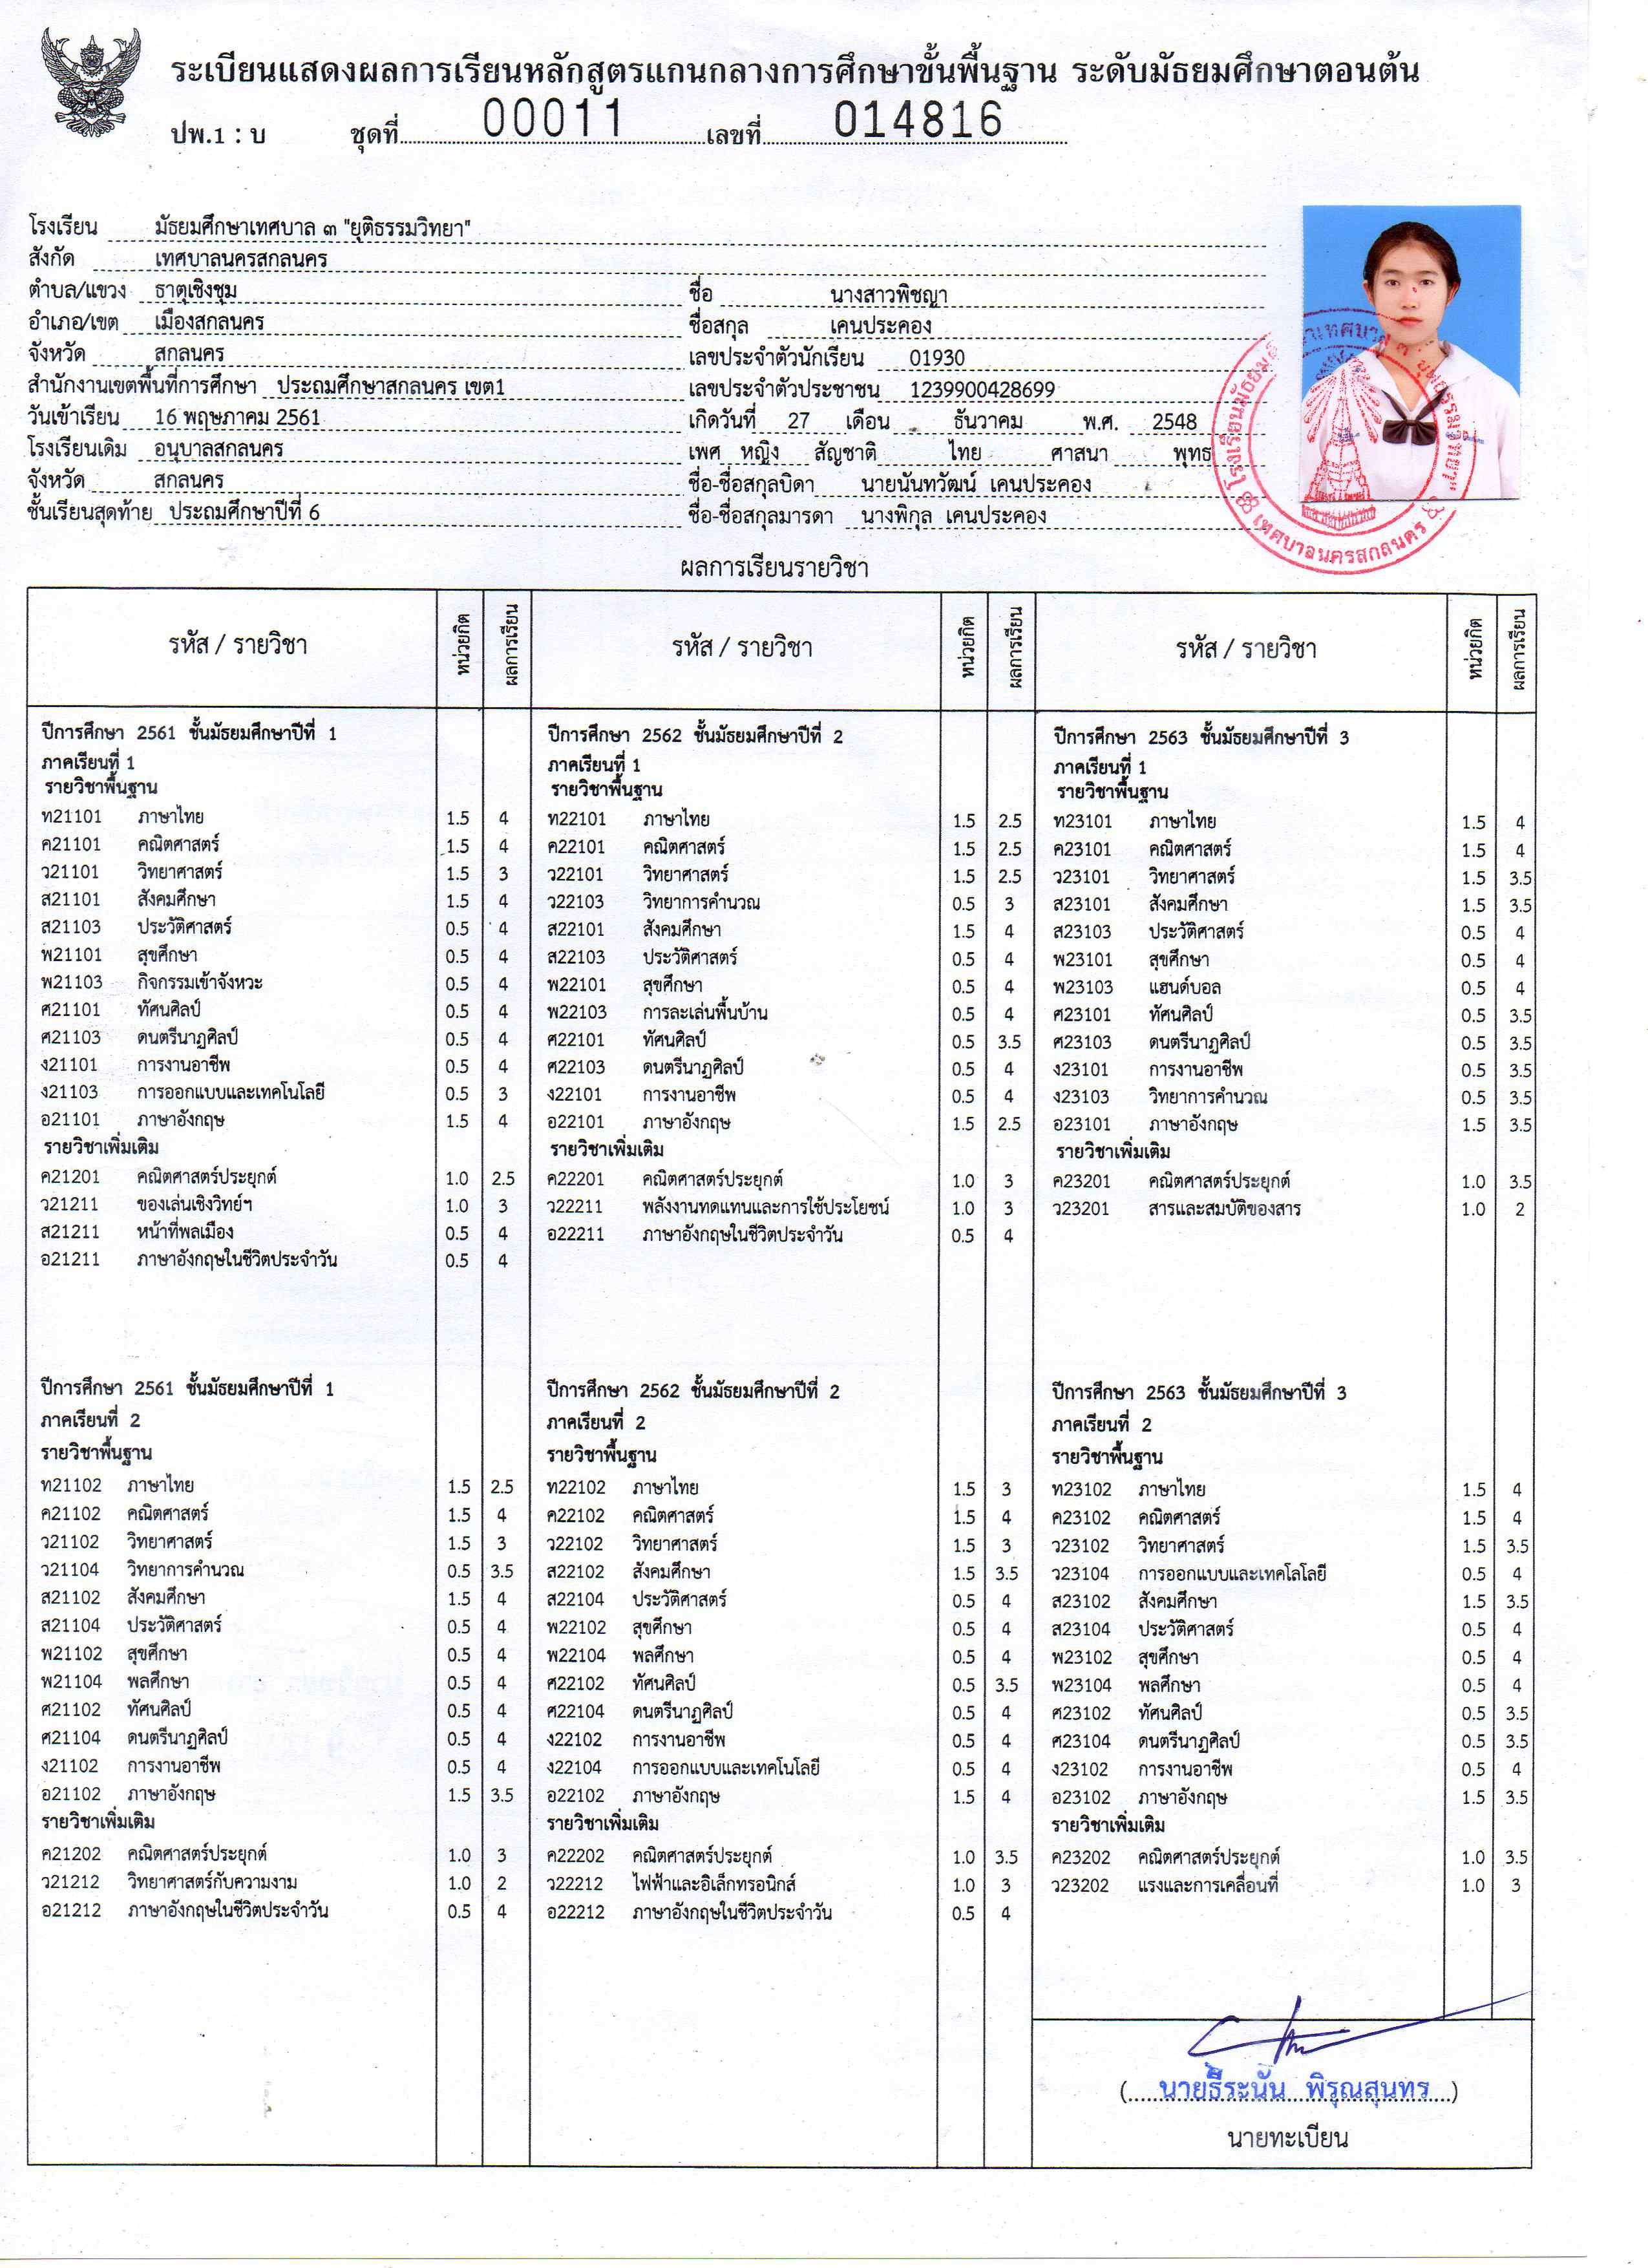 ระเบียนแสดงผลการเรียนหลักสูตรแกนกลางการศึกษาขั้นพื้นฐาน ระดับมัธยมศึกษาตอนต้น
ปพ.1 : บ ชุดที่ 00011 เลขที่ 014816
โรงเรียน มัธยมศึกษาเทศบาล ๓ "ยุติธรรมวิทยา"
สังกัด เทศบาลนครสกลนคร
ตำบล/แขวง ธาตุเชิงชุม
อำเภอ/เขต เมืองสกลนคร
จังหวัด สกลนคร
สำนักงานเขตพื้นที่การศึกษา ประถมศึกษาสกลนคร เขต1
วันเข้าเรียน 16 พฤษภาคม 2561
โรงเรียนเดิม อนุบาลสกลนคร
จังหวัด สกลนคร
ชั้นเรียนสุดท้าย ประถมศึกษาปีที่ 6
ชื่อ นางสาวพิชญา
ชื่อสกุล เคนประคอง
เลขประจำตัวนักเรียน 01930
เลขประจำตัวประชาชน 1239900428699
เกิดวันที่ 27 เดือน ธันวาคม พ.ศ. 2548
เพศ หญิง สัญชาติ ไทย ศาสนา พุทธ
ชื่อ-ชื่อสกุลบิดา นายนันทวัฒน์ เคนประคอง
ชื่อ-ชื่อสกุลมารดา นางพิกุล เคนประคอง
เทศบาลนครสกลนคร
ผลการเรียนรายวิชา
รหัส / รายวิชา หน่วยกิต ผลการเรียน รหัส / รายวิชา หน่วยกิต ผลการเรียน รหัส / รายวิชา หน่วยกิต ผลการเรียน
ปีการศึกษา 2561 ชั้นมัธยมศึกษาปีที่ 1
ภาคเรียนที่ 1
รายวิชาพื้นฐาน
ท21101 ภาษาไทย 1.5 4
ค21101 คณิตศาสตร์ 1.5 4
ว21101 วิทยาศาสตร์ 1.5 3
ส21101 สังคมศึกษา 1.5 4
ส21103 ประวัติศาสตร์ 0.5 4
พ21101 สุขศึกษา 0.5 4
พ21103 กิจกรรมเข้าจังหวะ 0.5 4
ศ21101 ทัศนศิลป์ 0.5 4
ศ21103 ดนตรีนาฏศิลป์ 0.5 4
ง21101 การงานอาชีพ 0.5 4
ง21103 การออกแบบและเทคโนโลยี 0.5 3
อ21101 ภาษาอังกฤษ 1.5 4
รายวิชาเพิ่มเติม
ค21201 คณิตศาสตร์ประยุกต์ 1.0 2.5
ว21211 ของเล่นเชิงวิทย์ฯ 1.0 3
ส21211 หน้าที่พลเมือง 0.5 4
อ21211 ภาษาอังกฤษในชีวิตประจำวัน 0.5 4
ปีการศึกษา 2561 ชั้นมัธยมศึกษาปีที่ 1
ภาคเรียนที่ 2
รายวิชาพื้นฐาน
ท21102 ภาษาไทย 1.5 2.5
ค21102 คณิตศาสตร์ 1.5 4
ว21102 วิทยาศาสตร์ 1.5 3
ว21104 วิทยาการคำนวณ 0.5 3.5
ส21102 สังคมศึกษา 1.5 4
ส21104 ประวัติศาสตร์ 0.5 4
พ21102 สุขศึกษา 0.5 4
พ21104 พลศึกษา 0.5 4
ศ21102 ทัศนศิลป์ 0.5 4
ศ21104 ดนตรีนาฏศิลป์ 0.5 4
ง21102 การงานอาชีพ 0.5 4
อ21102 ภาษาอังกฤษ 1.5 3.5
รายวิชาเพิ่มเติม
ค21202 คณิตศาสตร์ประยุกต์ 1.0 3
ว21212 วิทยาศาสตร์กับความงาม 1.0 2
อ21212 ภาษาอังกฤษในชีวิตประจำวัน 0.5 4
ปีการศึกษา 2562 ชั้นมัธยมศึกษาปีที่ 2
ภาคเรียนที่ 1
รายวิชาพื้นฐาน
ท22101 ภาษาไทย 1.5 2.5
ค22101 คณิตศาสตร์ 1.5 2.5
ว22101 วิทยาศาสตร์ 1.5 2.5
ว22103 วิทยาการคำนวณ 0.5 3
ส22101 สังคมศึกษา 1.5 4
ส22103 ประวัติศาสตร์ 0.5 4
พ22101 สุขศึกษา 0.5 4
พ22103 การละเล่นพื้นบ้าน 0.5 4
ศ22101 ทัศนศิลป์ 0.5 3.5
ศ22103 ดนตรีนาฏศิลป์ 0.5 4
ง22101 การงานอาชีพ 0.5 4
อ22101 ภาษาอังกฤษ 1.5 2.5
รายวิชาเพิ่มเติม
ค22201 คณิตศาสตร์ประยุกต์ 1.0 3
ว22211 พลังงานทดแทนและการใช้ประโยชน์ 1.0 3
อ22211 ภาษาอังกฤษในชีวิตประจำวัน 0.5 4
ปีการศึกษา 2562 ชั้นมัธยมศึกษาปีที่ 2
ภาคเรียนที่ 2
รายวิชาพื้นฐาน
ท22102 ภาษาไทย 1.5 3
ค22102 คณิตศาสตร์ 1.5 4
ว22102 วิทยาศาสตร์ 1.5 3
ส22102 สังคมศึกษา 1.5 3.5
ส22104 ประวัติศาสตร์ 0.5 4
พ22102 สุขศึกษา 0.5 4
พ22104 พลศึกษา 0.5 4
ศ22102 ทัศนศิลป์ 0.5 3.5
ศ22104 ดนตรีนาฏศิลป์ 0.5 4
ง22102 การงานอาชีพ 0.5 4
ง22104 การออกแบบและเทคโนโลยี 0.5 4
อ22102 ภาษาอังกฤษ 1.5 4
รายวิชาเพิ่มเติม
ค22202 คณิตศาสตร์ประยุกต์ 1.0 3.5
ว22212 ไฟฟ้าและอิเล็กทรอนิกส์ 1.0 3
อ22212 ภาษาอังกฤษในชีวิตประจำวัน 0.5 4
ปีการศึกษา 2563 ชั้นมัธยมศึกษาปีที่ 3
ภาคเรียนที่ 1
รายวิชาพื้นฐาน
ท23101 ภาษาไทย 1.5 4
ค23101 คณิตศาสตร์ 1.5 4
ว23101 วิทยาศาสตร์ 1.5 3.5
ส23101 สังคมศึกษา 1.5 3.5
ส23103 ประวัติศาสตร์ 0.5 4
พ23101 สุขศึกษา 0.5 4
พ23103 แฮนด์บอล 0.5 4
ศ23101 ทัศนศิลป์ 0.5 3.5
ศ23103 ดนตรีนาฏศิลป์ 0.5 3.5
ง23101 การงานอาชีพ 0.5 3.5
ง23103 วิทยาการคำนวณ 0.5 3.5
อ23101 ภาษาอังกฤษ 1.5 3.5
รายวิชาเพิ่มเติม
ค23201 คณิตศาสตร์ประยุกต์ 1.0 3.5
ว23201 สารและสมบัติของสาร 1.0 2
ปีการศึกษา 2563 ชั้นมัธยมศึกษาปีที่ 3
ภาคเรียนที่ 2
รายวิชาพื้นฐาน
ท23102 ภาษาไทย 1.5 4
ค23102 คณิตศาสตร์ 1.5 4
ว23102 วิทยาศาสตร์ 1.5 3.5
ว23104 การออกแบบและเทคโลโลยี 0.5 4
ส23102 สังคมศึกษา 1.5 3.5
ส23104 ประวัติศาสตร์ 0.5 4
พ23102 สุขศึกษา 0.5 4
พ23104 พลศึกษา 0.5 4
ศ23102 ทัศนศิลป์ 0.5 3.5
ศ23104 ดนตรีนาฏศิลป์ 0.5 3.5
ง23102 การงานอาชีพ 0.5 4
อ23102 ภาษาอังกฤษ 1.5 3.5
รายวิชาเพิ่มเติม
ค23202 คณิตศาสตร์ประยุกต์ 1.0 3.5
ว23202 แรงและการเคลื่อนที่ 1.0 3
(นายธีระนัน พิรุณสุนทร)
นายทะเบียน